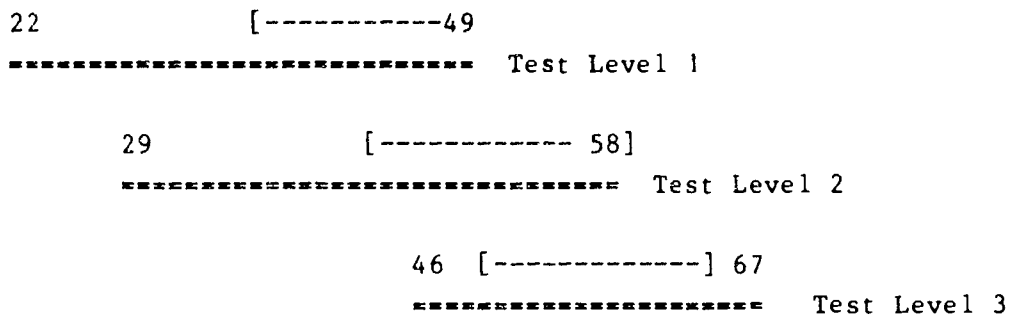 22 [-----------49
============================= Test Level 1
29 [------------ 58]
=============================== Test Level 2
46 [-------------] 67
====================== Test Level 3